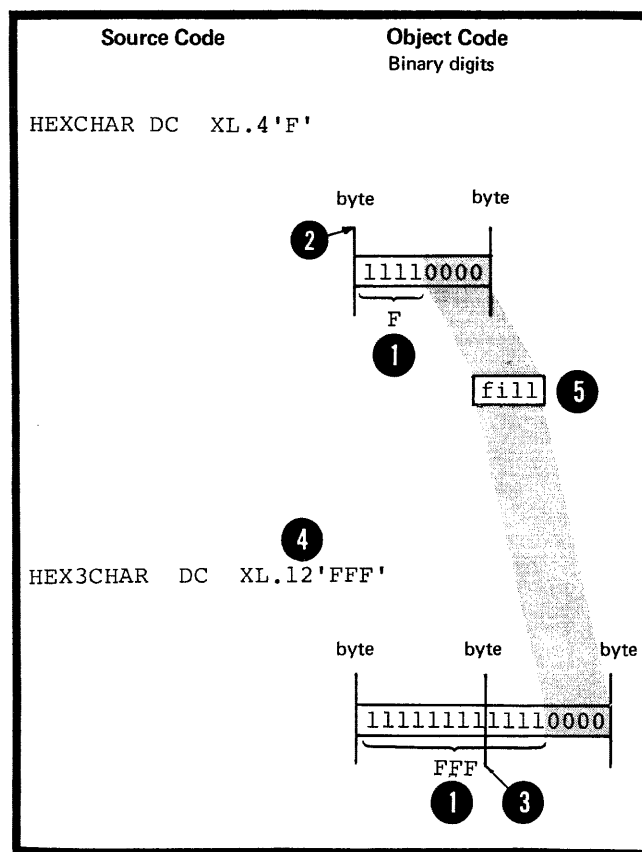 Source Code Object Code
Binary digits
HEXCHAR DC XL.4'F'
byte byte
2
11110000
F
1
fill 5
4
HEX3CHAR DC XL.12'FFF'
byte byte byte
1111111111110000
FFF
1 3